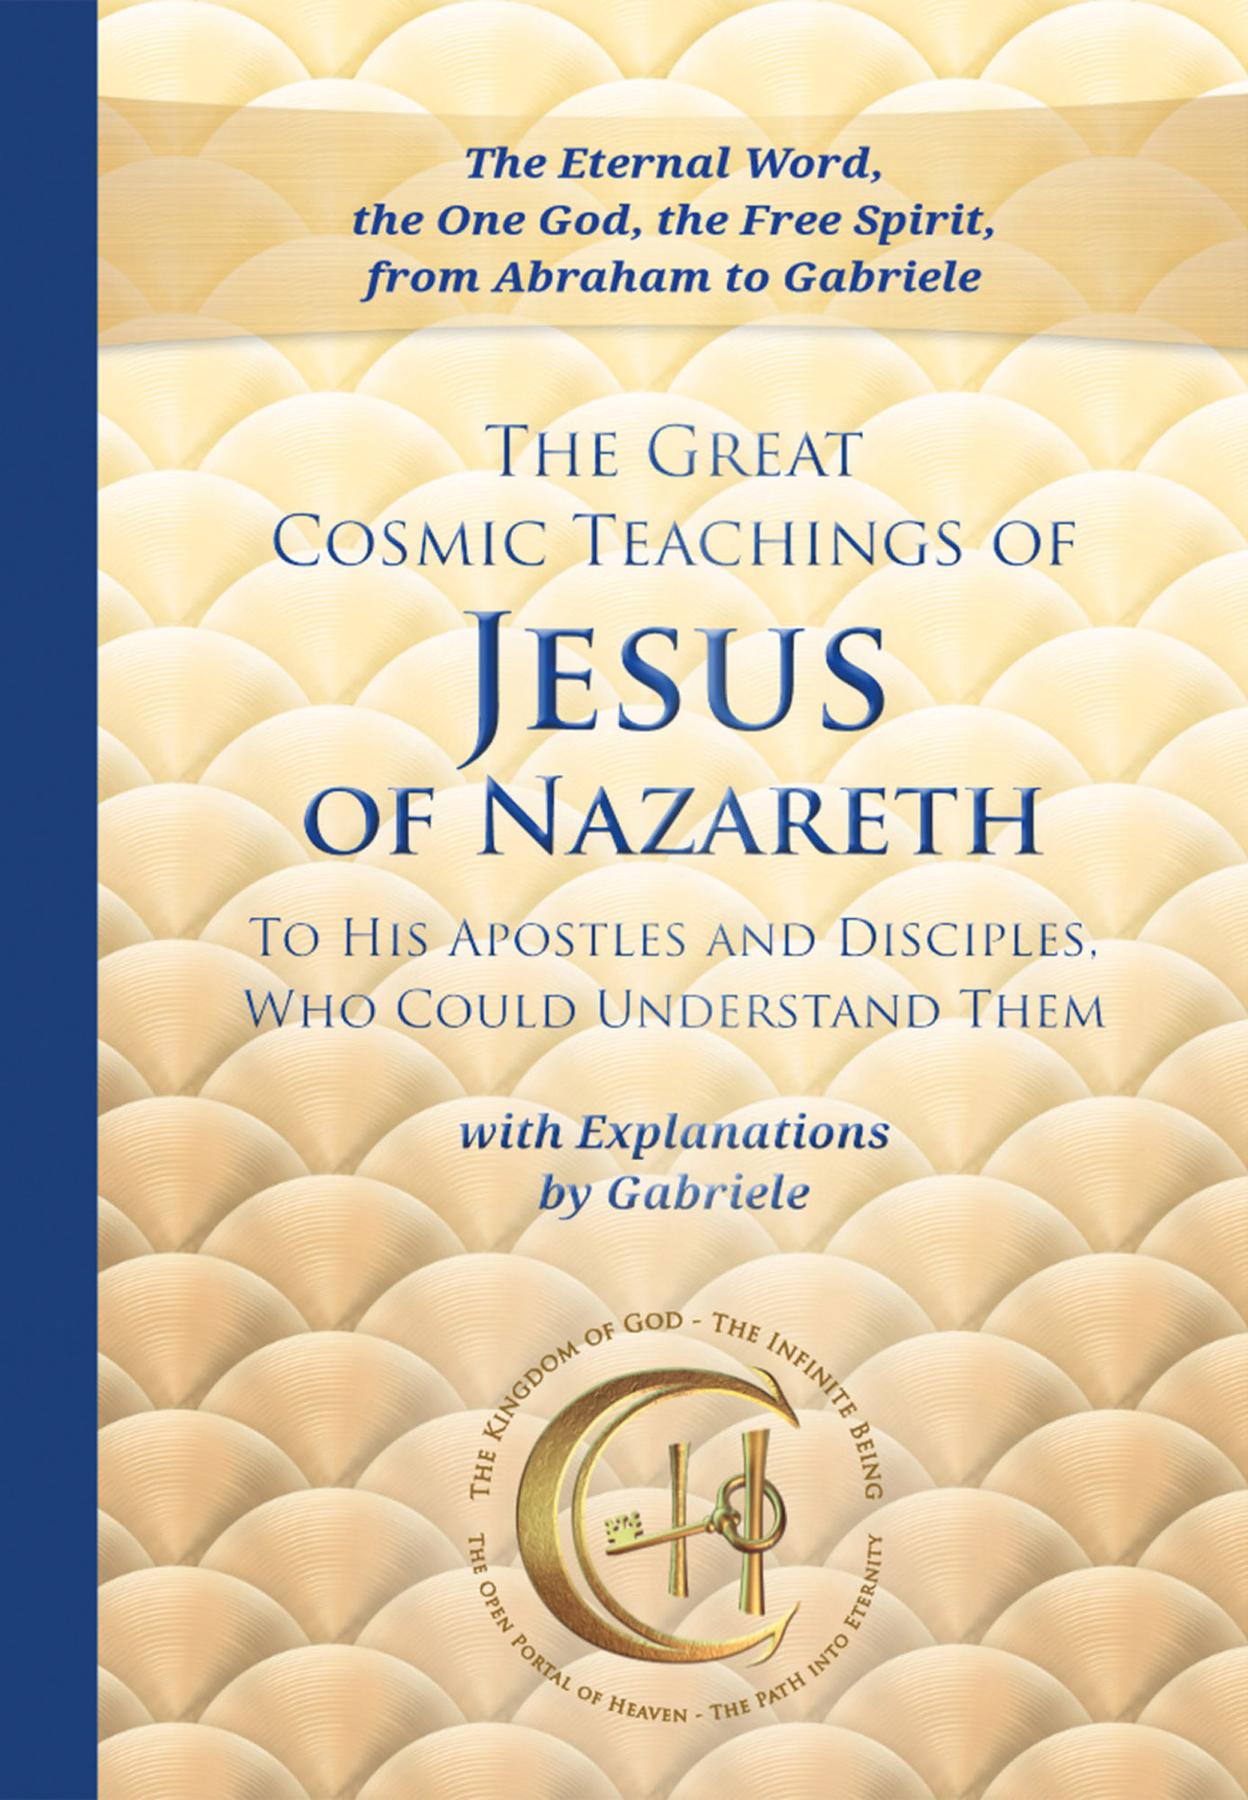 The Eternal Word,
the One God, the Free Spirit,
from Abraham to Gabriele
The Great
Cosmic Teachings of
Jesus
of Nazareth
To His Apostles and Disciples,
Who Could Understand Them
with Explanations
by Gabriele
The Kingdom of God - The Infinite Being
The Open Portal of Heaven - The Path into Eternity